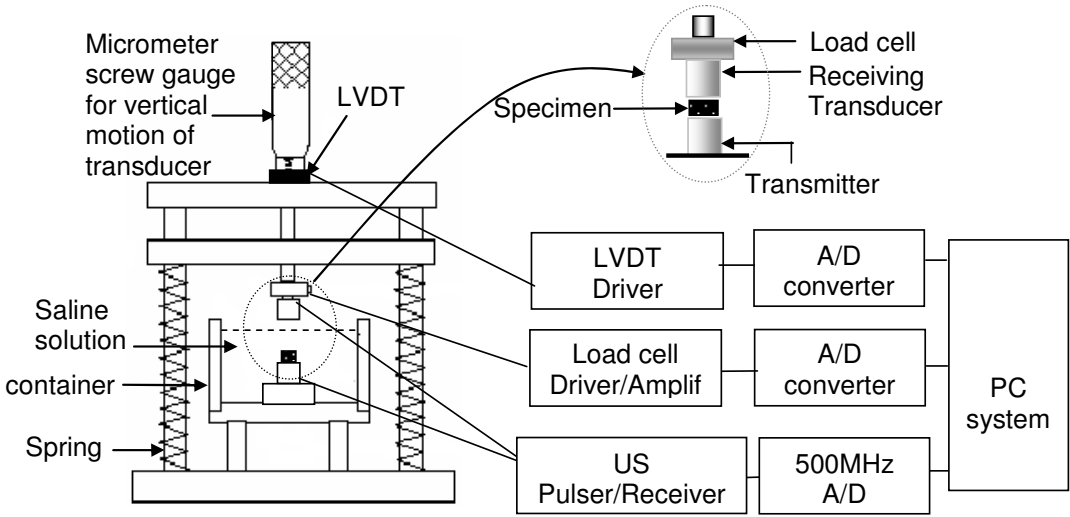 Micrometer
screw gauge
for vertical
motion of
transducer
LVDT
Load cell
Receiving
Transducer
Specimen
Transmitter
LVDT
Driver
A/D
converter
Saline
solution
container
Spring
Load cell
Driver/Amplif
A/D
converter
PC
system
US
Pulser/Receiver
500MHz
A/D